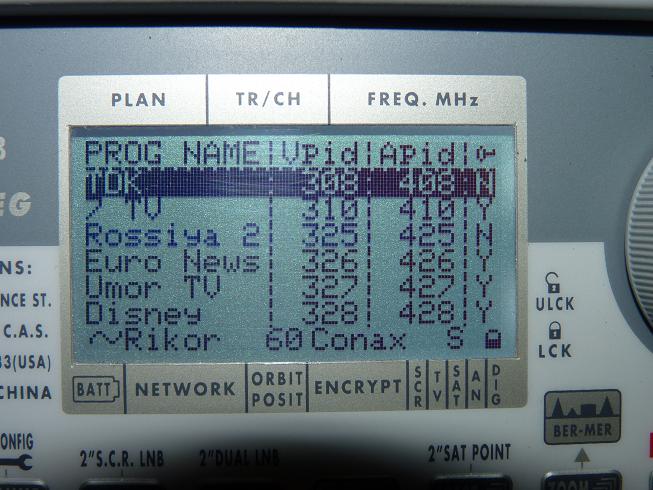 PLAN TR/CH FREQ. MHz
PROG NAME|Vpid|APid|
308| 408|N
TV | 310| 410|Y
Rossiya 2| 325| 425|N
Euro News| 326| 426|Y
Umor TV | 327| 427|Y
Disney | 328| 428|Y
~Rikor 60 Conax S
BATT NETWORK ORBIT POSIT ENCRYPT SCR TV SAT AN DIG
NS:
NCE ST.
C.A.S.
33(USA)
CHINA
ULCK
LCK
BER-MER
ONFIG
2"S.C.R. LNB
2"DUAL LNB
2"SAT POINT
ZOOM